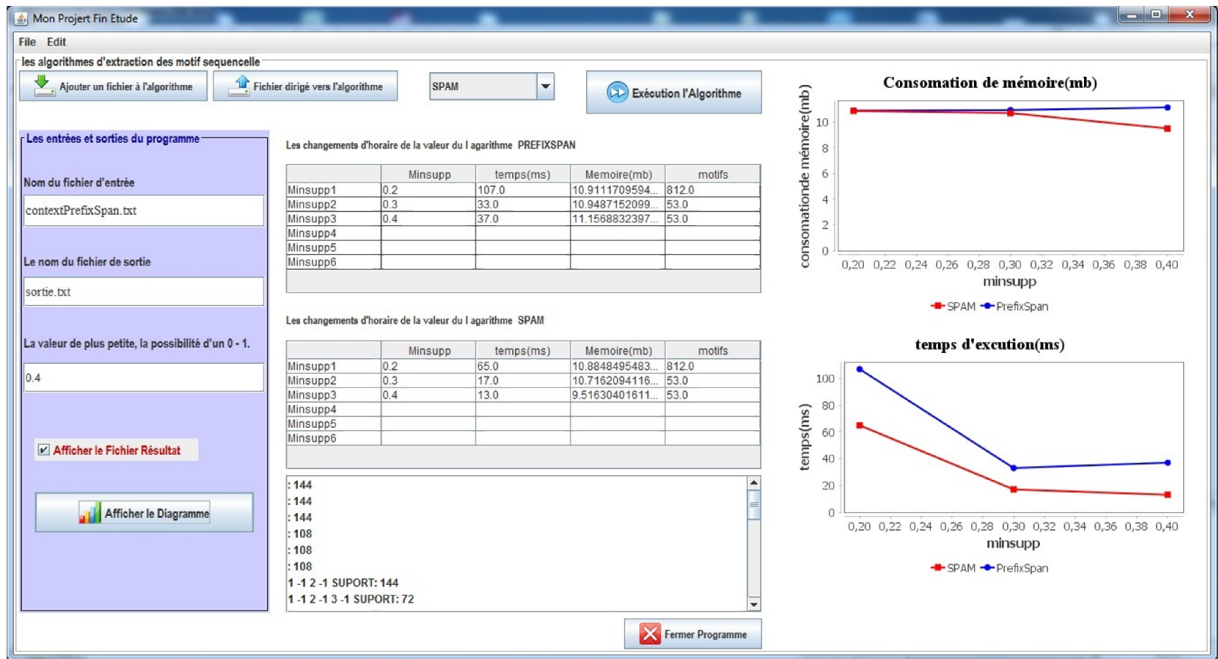 Mon Projert Fin Etude
File Edit
les algorithmes d'extraction des motif sequencelle
Ajouter un fichier à l'algorithme
Fichier dirigé vers l'algorithme
SPAM
Exécution l'Algorithme
Les entrées et sorties du programme
Nom du fichier d'entrée
contextPrefixSpan.txt
Le nom du fichier de sortie
sortie.txt
La valeur de plus petite, la possibilité d'un 0 - 1.
0.4
Afficher le Fichier Résultat
Afficher le Diagramme
Les changements d'horaire de la valeur du l agarithme PREFIXSPAN
Minsupp temps(ms) Memoire(mb) motifs
Minsupp1 0.2 107.0 10.9111709594... 812.0
Minsupp2 0.3 33.0 10.9487152099... 53.0
Minsupp3 0.4 37.0 11.1568832397... 53.0
Minsupp4
Minsupp5
Minsupp6
Les changements d'horaire de la valeur du l agarithme SPAM
Minsupp temps(ms) Memoire(mb) motifs
Minsupp1 0.2 65.0 10.8848495483... 812.0
Minsupp2 0.3 17.0 10.7162094116... 53.0
Minsupp3 0.4 13.0 9.51630401611... 53.0
Minsupp4
Minsupp5
Minsupp6
: 144
: 144
: 144
: 108
: 108
: 108
1 -1 2 -1 SUPORT: 144
1 -1 2 -1 3 -1 SUPORT: 72
Fermer Programme
Consomation de mémoire(mb)
consomationde mémoire(mb)
10
8
6
4
2
0
0,20 0,22 0,24 0,26 0,28 0,30 0,32 0,34 0,36 0,38 0,40
minsupp
SPAM PrefixSpan
temps d'excution(ms)
temps(ms)
100
80
60
40
20
0
0,20 0,22 0,24 0,26 0,28 0,30 0,32 0,34 0,36 0,38 0,40
minsupp
SPAM PrefixSpan